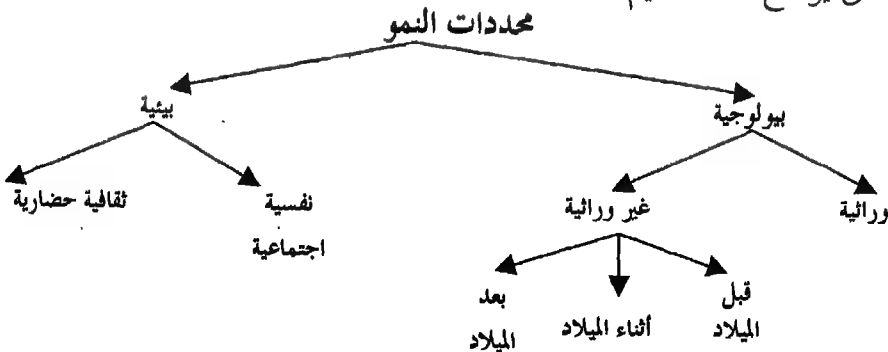 محددات النمو
بيولوجية
بيئية
وراثية
غير وراثية
نفسية
اجتماعية
ثقافية حضارية
قبل
الميلاد
أثناء الميلاد
بعد
الميلاد